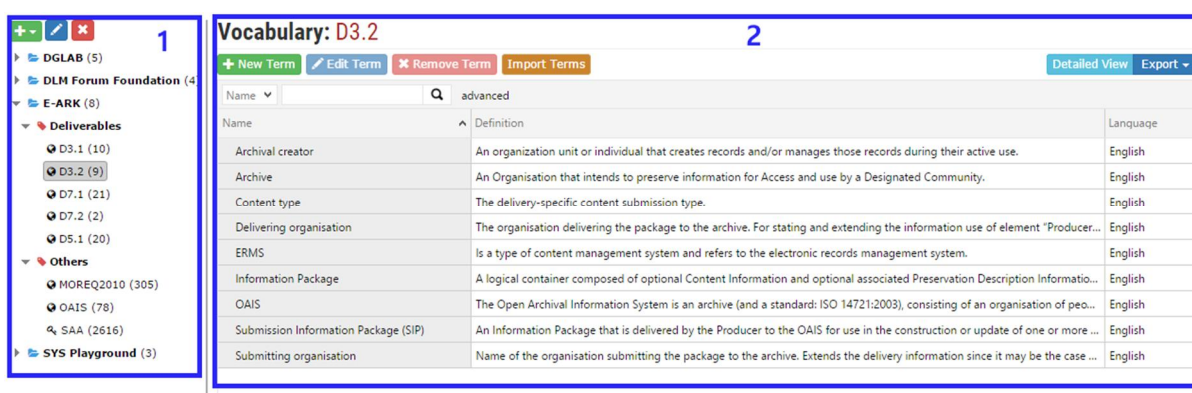 1
DGLAB (5)
DLM Forum Foundation (4
E-ARK (8)
Deliverables
D3.1 (10)
D3.2 (9)
D7.1 (21)
D7.2 (2)
D5.1 (20)
Others
MOREQ2010 (305)
OAIS (78)
SAA (2616)
SYS Playground (3)
Vocabulary: D3.2
2
New Term Edit Term Remove Term Import Terms Detailed View Export
Name advanced
Name Definition Language
Archival creator An organization unit or individual that creates records and/or manages those records during their active use. English
Archive An Organisation that intends to preserve information for Access and use by a Designated Community. English
Content type The delivery-specific content submission type. English
Delivering organisation The organisation delivering the package to the archive. For stating and extending the information use of element "Producer... English
ERMS Is a type of content management system and refers to the electronic records management system. English
Information Package A logical container composed of optional Content Information and optional associated Preservation Description Informatio... English
OAIS The Open Archival Information System is an archive (and a standard: ISO 14721:2003), consisting of an organisation of peo... English
Submission Information Package (SIP) An Information Package that is delivered by the Producer to the OAIS for use in the construction or update of one or more ... English
Submitting organisation Name of the organisation submitting the package to the archive. Extends the delivery information since it may be the case ... English